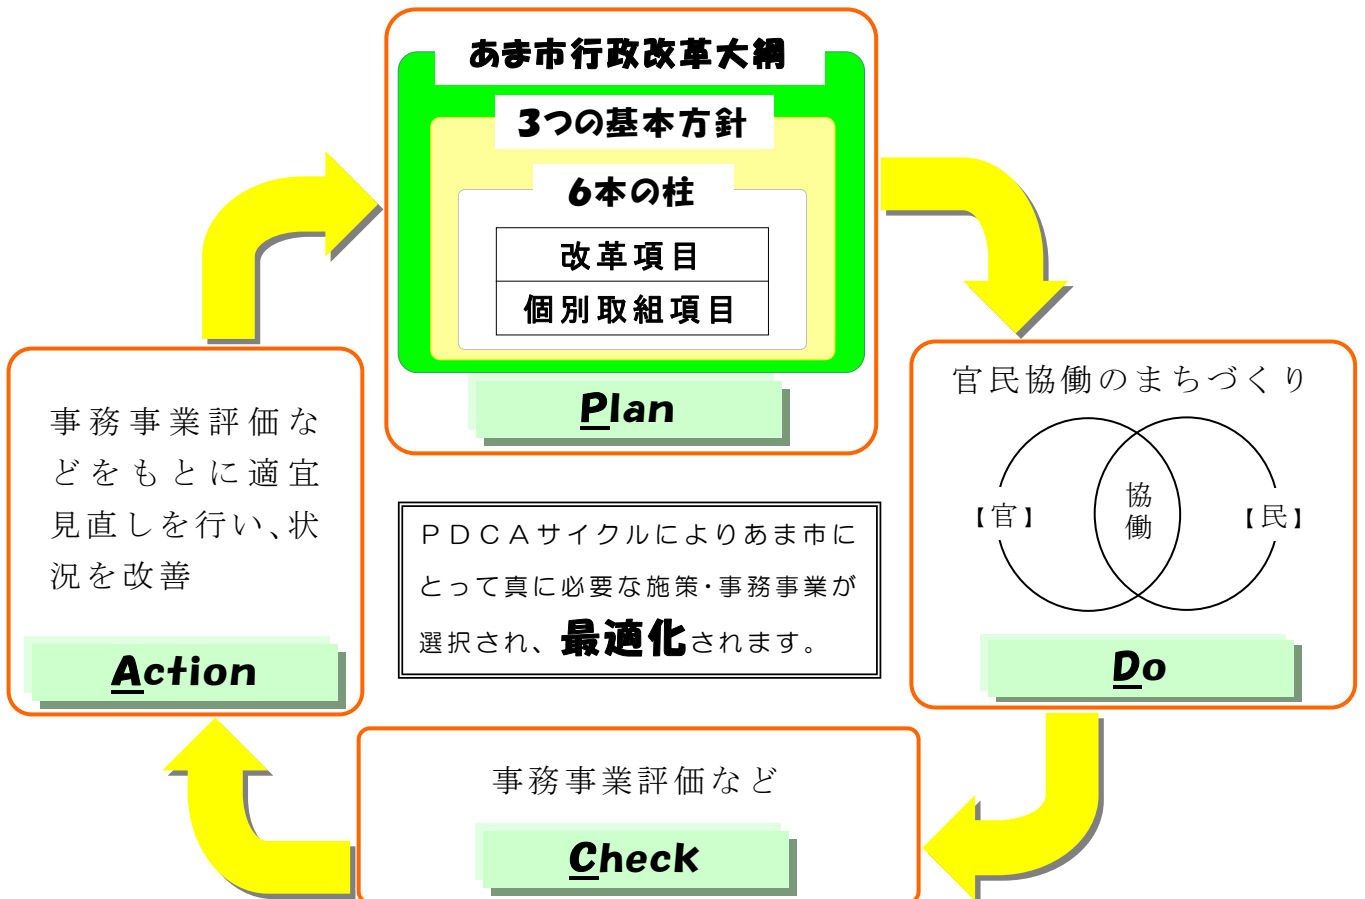 あま市行政改革大綱
3つの基本方針
6本の柱
改革項目
個別取組項目
Plan
官民協働のまちづくり
【官】
協
働
【民】
Do
事務事業評価など
Check
事務事業評価な
どをもとに適宜
見直しを行い、状
況を改善
Action
ＰＤＣＡサイクルによりあま市に
とって真に必要な施策・事務事業が
選択され、最適化されます。